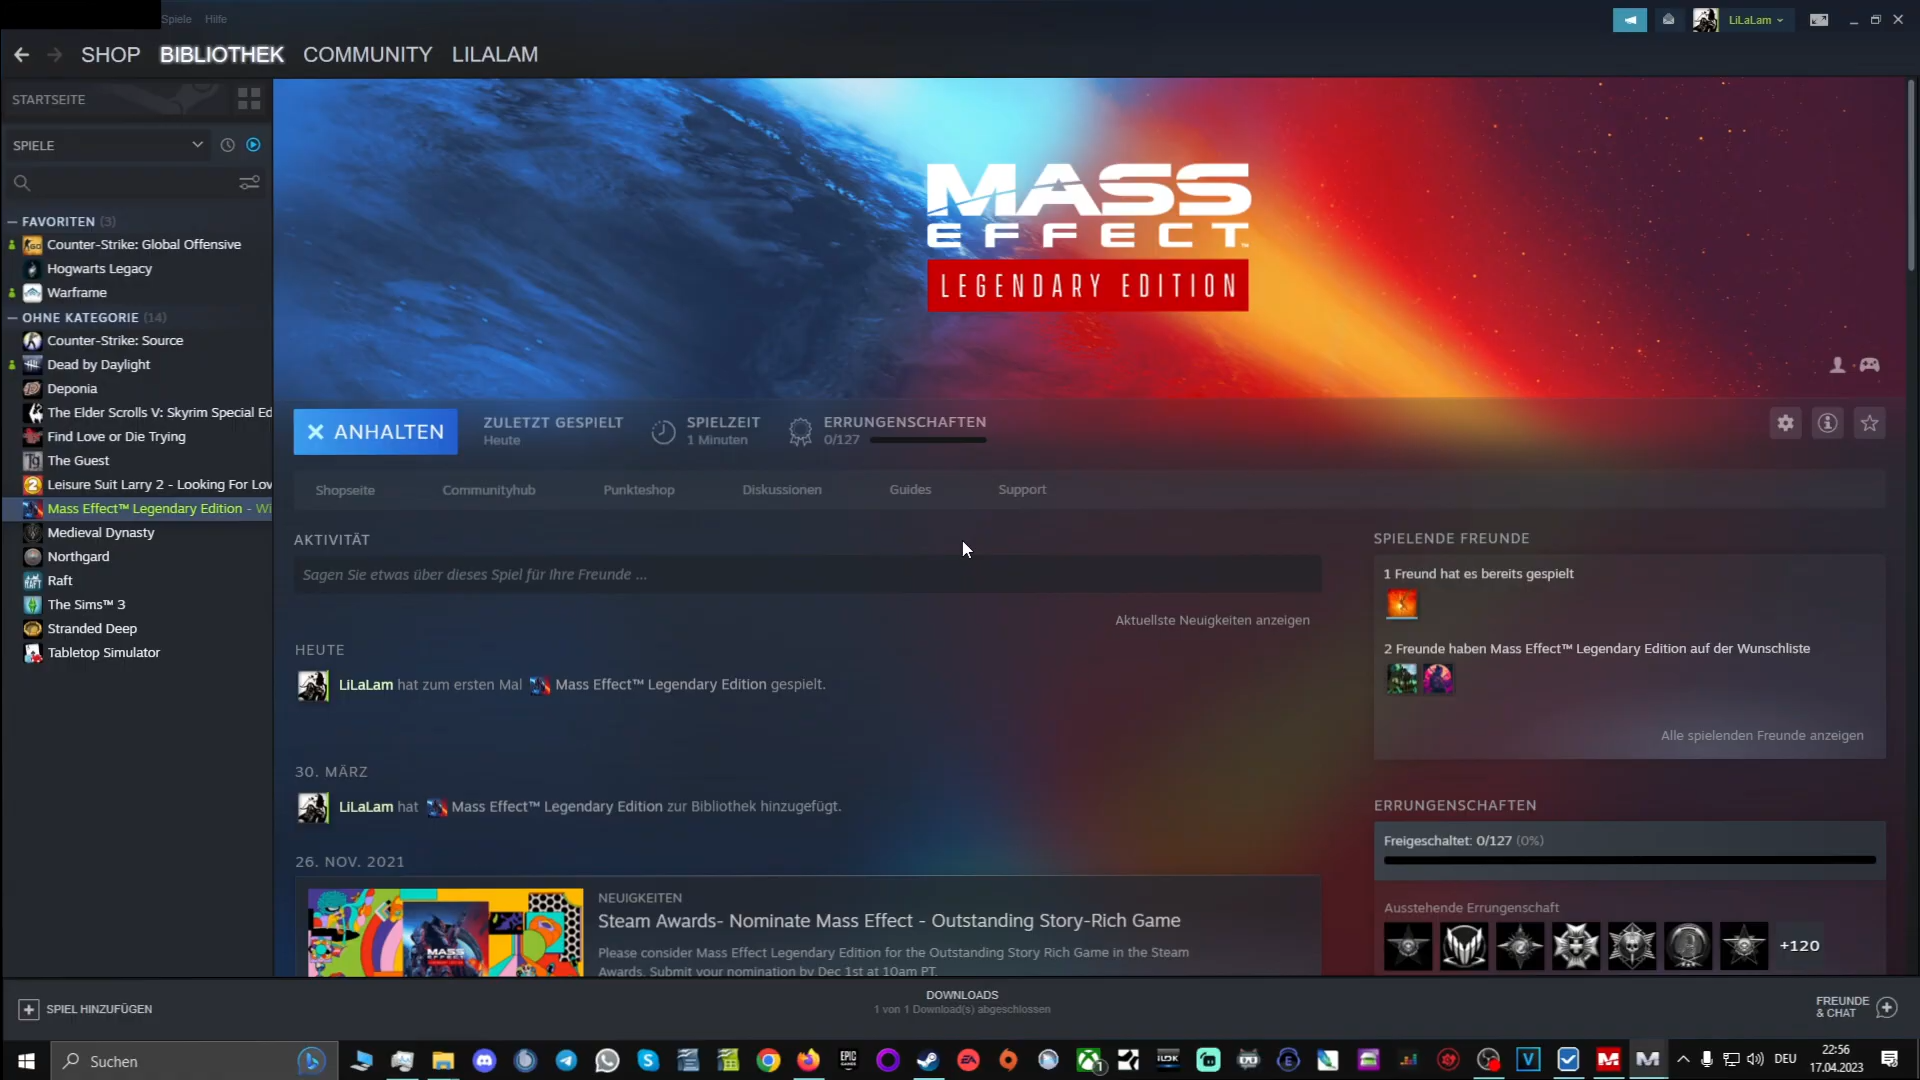 Spiele Hilfe
LiLaLam
SHOP BIBLIOTHEK COMMUNITY LILALAM
STARTSEITE
SPIELE
FAVORITEN (3)
Counter-Strike: Global Offensive
Hogwarts Legacy
Warframe
OHNE KATEGORIE (14)
Counter-Strike: Source
Dead by Daylight
Deponia
The Elder Scrolls V: Skyrim Special Ed
Find Love or Die Trying
The Guest
Leisure Suit Larry 2 - Looking For Lov
Mass Effect™ Legendary Edition - Wi
Medieval Dynasty
Northgard
Raft
The Sims™ 3
Stranded Deep
Tabletop Simulator
MASS
EFFECT™
LEGENDARY EDITION
ANHALTEN
ZULETZT GESPIELT
Heute
SPIELZEIT
1 Minuten
ERRUNGENSCHAFTEN
0/127
Shopseite Communityhub Punkteshop Diskussionen Guides Support
AKTIVITÄT
Sagen Sie etwas über dieses Spiel für Ihre Freunde ...
Aktuellste Neuigkeiten anzeigen
HEUTE
LiLaLam hat zum ersten Mal Mass Effect™ Legendary Edition gespielt.
30. MÄRZ
LiLaLam hat Mass Effect™ Legendary Edition zur Bibliothek hinzugefügt.
26. NOV. 2021
NEUIGKEITEN
Steam Awards- Nominate Mass Effect - Outstanding Story-Rich Game
Please consider Mass Effect Legendary Edition for the Outstanding Story Rich Game in the Steam
Awards. Submit your nomination by Dec 1st at 10am PT.
MASS
SPIELENDE FREUNDE
1 Freund hat es bereits gespielt
2 Freunde haben Mass Effect™ Legendary Edition auf der Wunschliste
Alle spielenden Freunde anzeigen
ERRUNGENSCHAFTEN
Freigeschaltet: 0/127 (0%)
Ausstehende Errungenschaft
+120
SPIEL HINZUFÜGEN
DOWNLOADS
1 von 1 Download(s) abgeschlossen
FREUNDE
& CHAT
Suchen
DEU
22:56
17.04.2023